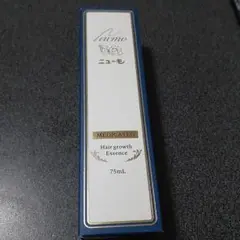 ニューモ
MEDICATED
Hair growth
Essence
75mL